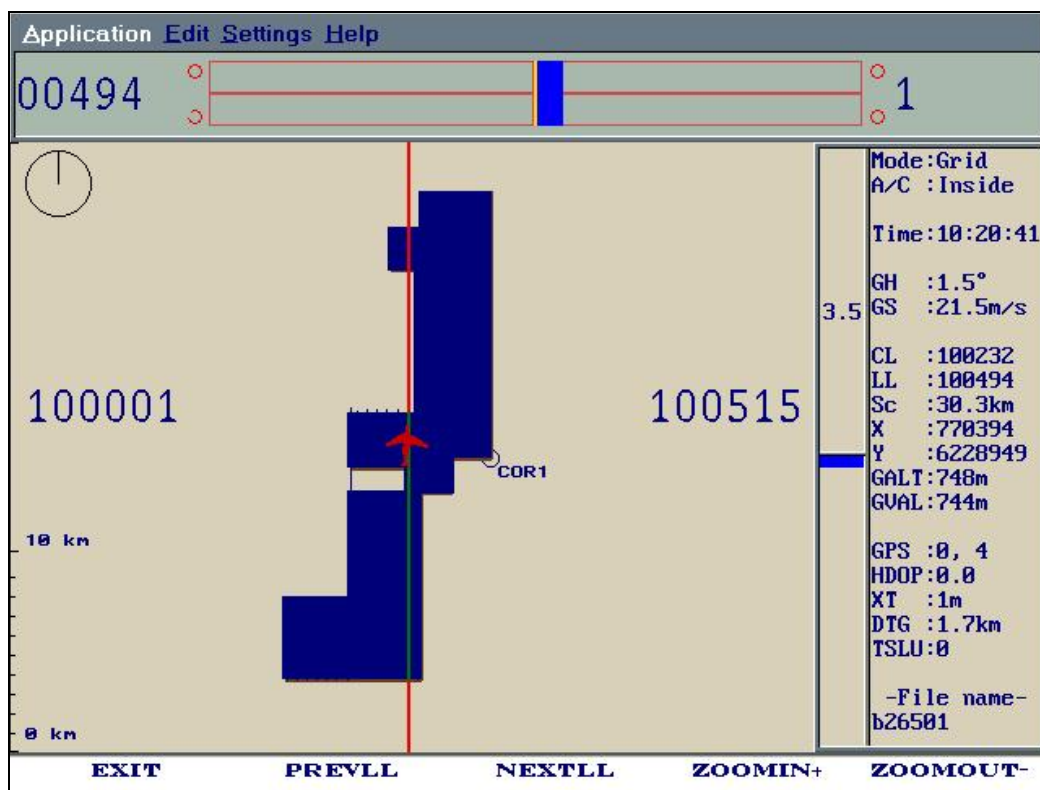 Application Edit Settings Help
00494
1
100001
100515
COR1
10 km
0 km
3.5
Mode:Grid
A/C :Inside
Time:10:20:41
GH :1.5°
GS :21.5m/s
CL :100232
LL :100494
Sc :30.3km
X :770394
Y :6228949
GALT:748m
GVAL:744m
GPS :0, 4
HDOP:0.0
XT :1m
DTG :1.7km
TSLU:0
-File name-
b26501
EXIT PREVLL NEXTLL ZOOMIN+ ZOOMOUT-